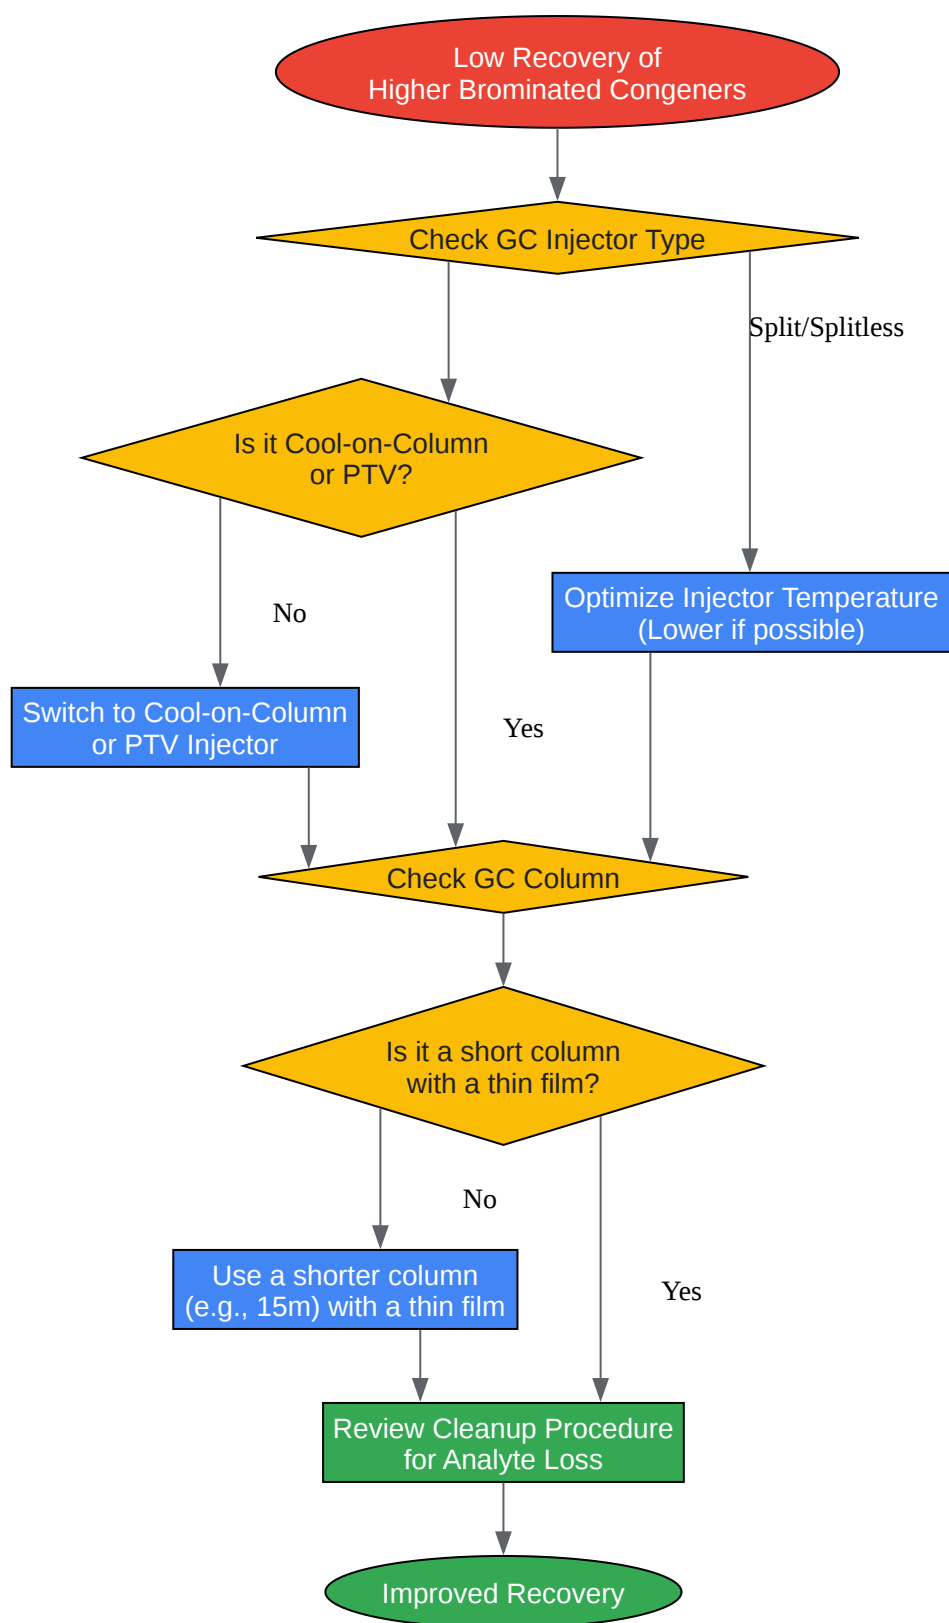 Low Recovery of
Higher Brominated Congeners
Check GC Injector Type
Split/Splitless
Is it Cool-on-Column
or PTV?
No
Optimize Injector Temperature
(Lower if possible)
Switch to Cool-on-Column
or PTV Injector
Yes
Check GC Column
Is it a short column
with a thin film?
No
Use a shorter column
(e.g., 15m) with a thin film
Yes
Review Cleanup Procedure
for Analyte Loss
Improved Recovery